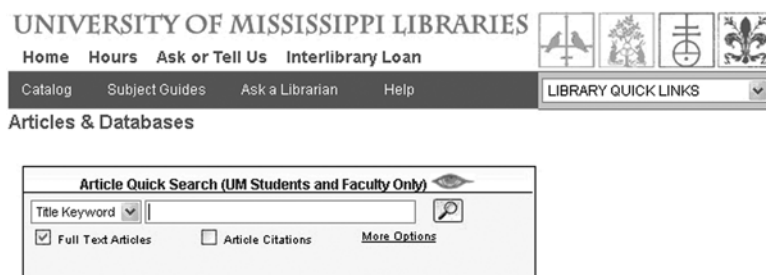 UNIVERSITY OF MISSISSIPPI LIBRARIES
Home Hours Ask or Tell Us Interlibrary Loan
Catalog Subject Guides Ask a Librarian Help LIBRARY QUICK LINKS
Articles & Databases
Article Quick Search (UM Students and Faculty Only)
Title Keyword
Full Text Articles Article Citations More Options